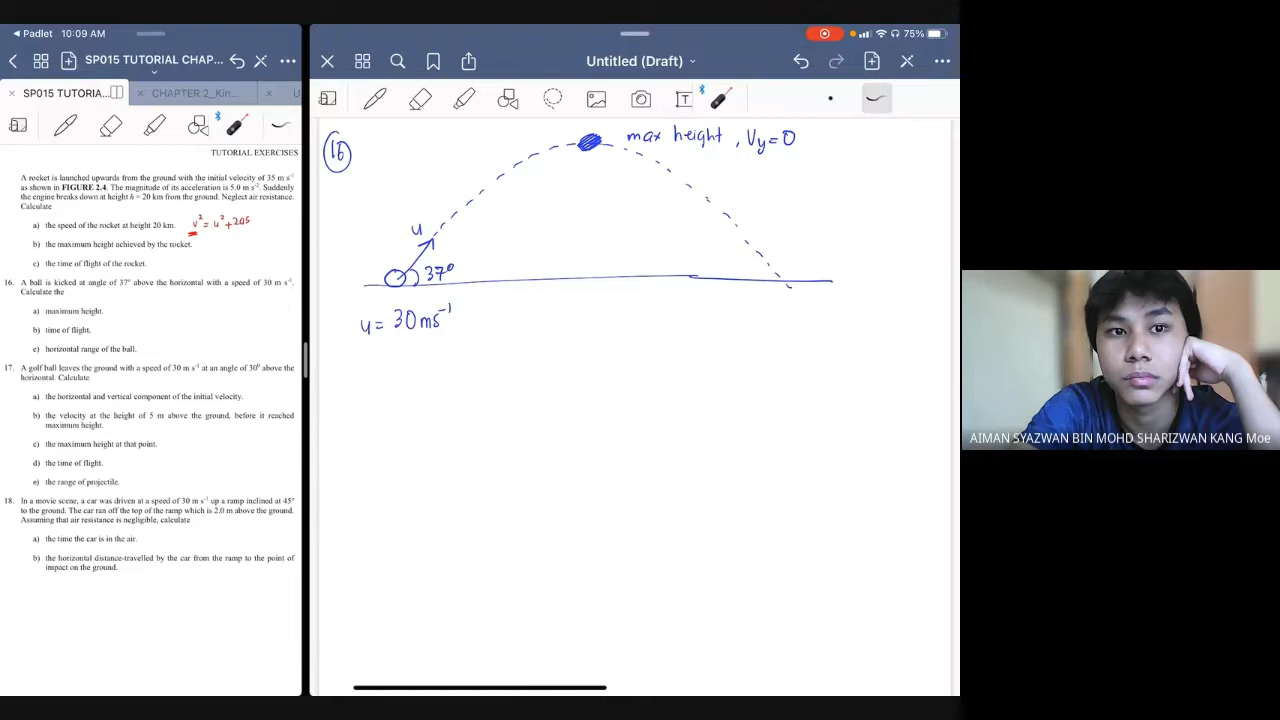 Padlet 10:09 AM
75%
SP015 TUTORIAL CHAP...
Untitled (Draft)
SP015 TUTORIA...
CHAPTER 2_Kin...
U
TUTORIAL EXERCISES
A rocket is launched upwards from the ground with the initial velocity of 35 m s⁻¹
as shown in FIGURE 2.4. The magnitude of its acceleration is 5.0 m s⁻². Suddenly
the engine breaks down at height h = 20 km from the ground. Neglect air resistance.
Calculate
a) the speed of the rocket at height 20 km. v² = u² + 2as
b) the maximum height achieved by the rocket.
c) the time of flight of the rocket.
16. A ball is kicked at angle of 37° above the horizontal with a speed of 30 m s⁻¹.
Calculate the
a) maximum height.
b) time of flight.
c) horizontal range of the ball.
17. A golf ball leaves the ground with a speed of 30 m s⁻¹ at an angle of 30⁰ above the
horizontal. Calculate
a) the horizontal and vertical component of the initial velocity.
b) the velocity at the height of 5 m above the ground, before it reached
maximum height.
c) the maximum height at that point.
d) the time of flight.
e) the range of projectile.
18. In a movie scene, a car was driven at a speed of 30 m s⁻¹ up a ramp inclined at 45°
to the ground. The car ran off the top of the ramp which is 2.0 m above the ground.
Assuming that air resistance is negligible, calculate
a) the time the car is in the air.
b) the horizontal distance-travelled by the car from the ramp to the point of
impact on the ground.
16
max height, Vy = 0
u
37°
u = 30 ms⁻¹
AIMAN SYAZWAN BIN MOHD SHARIZWAN KANG Moe